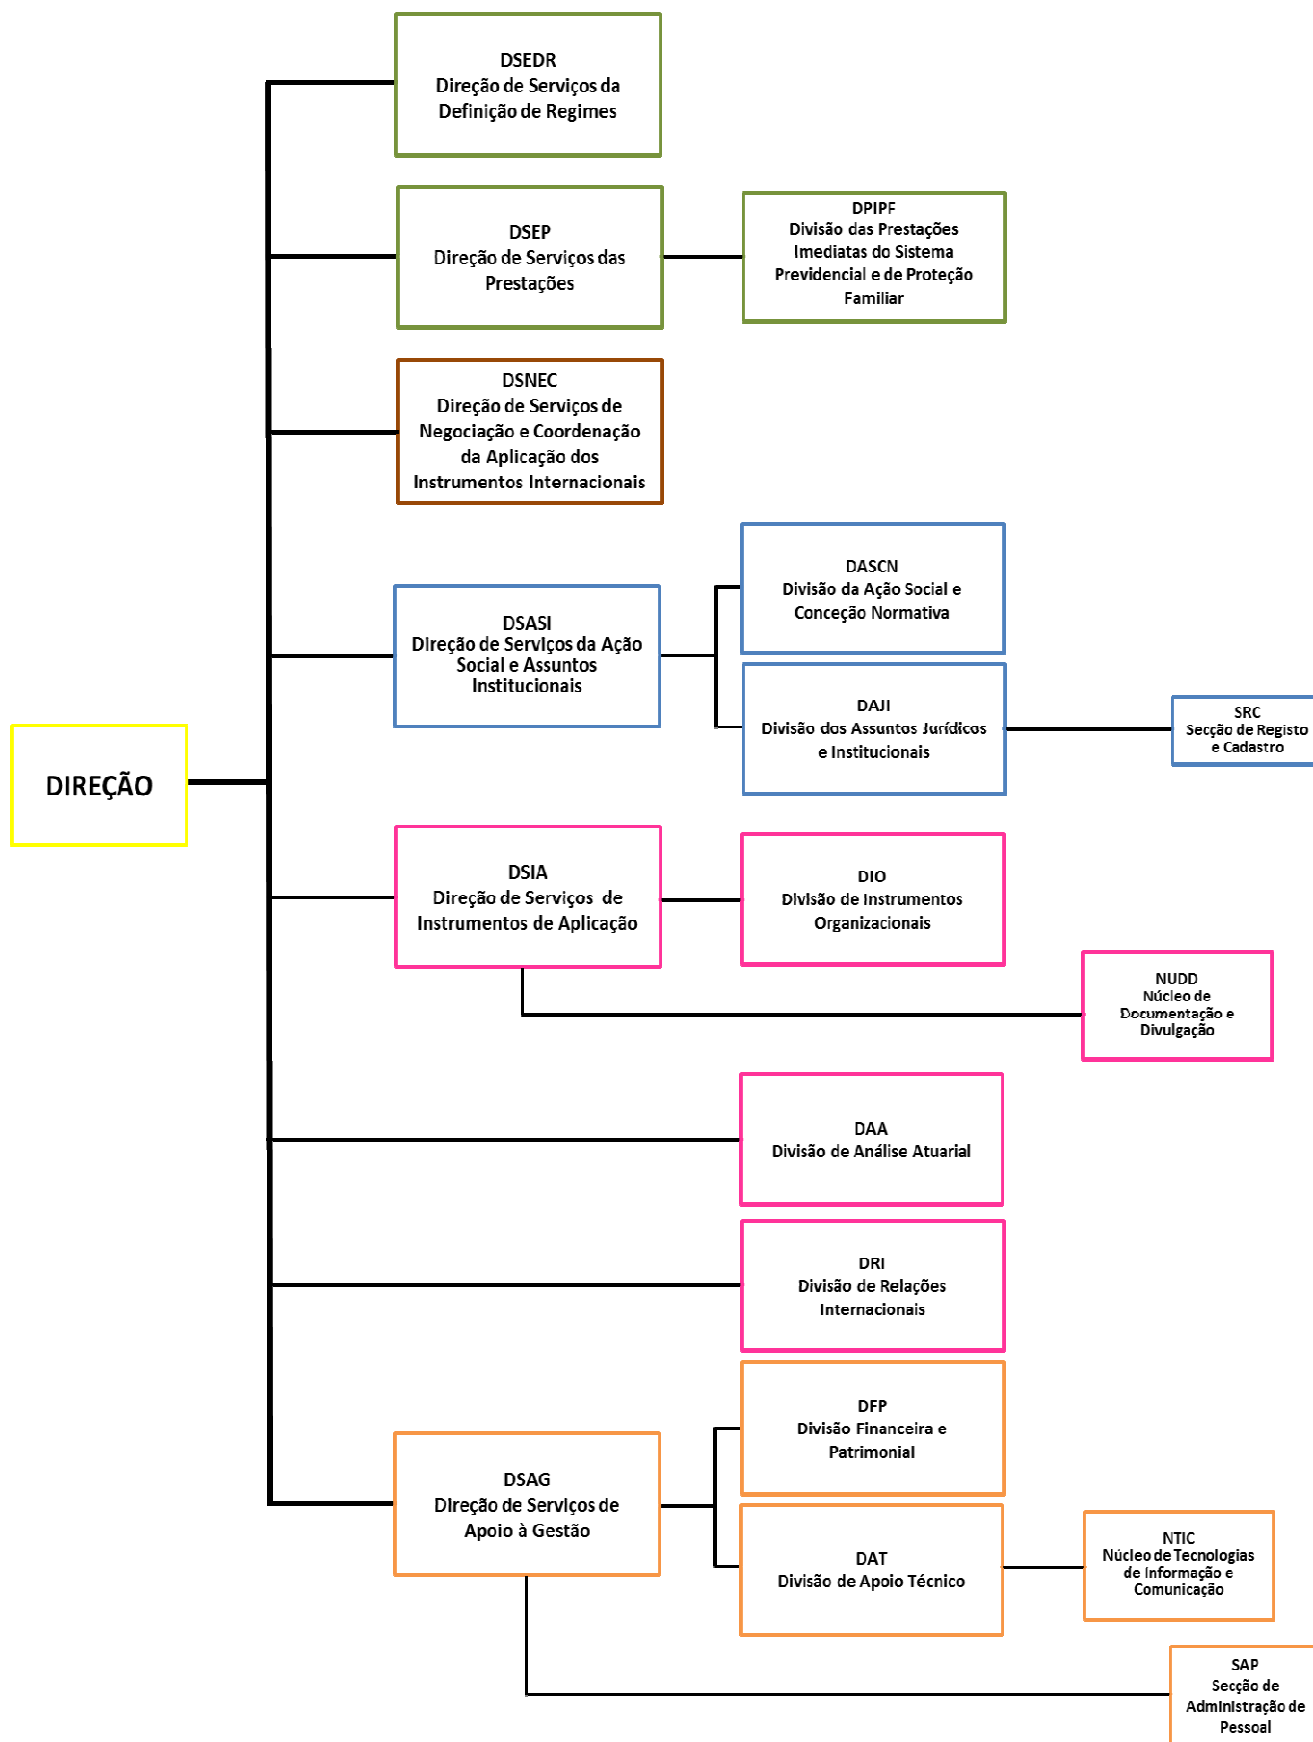 DSEDR
Direção de Serviços da
Definição de Regimes
DSEP
Direção de Serviços das
Prestações
DPIPF
Divisão das Prestações
Imediatas do Sistema
Previdencial e de Proteção
Familiar
DSNEC
Direção de Serviços de
Negociação e Coordenação
da Aplicação dos
Instrumentos Internacionais
DASCN
Divisão da Ação Social e
Conceção Normativa
DSASI
Direção de Serviços da Ação
Social e Assuntos
Institucionais
DAJI
Divisão dos Assuntos Jurídicos
e Institucionais
SRC
Secção de Registo
e Cadastro
DIREÇÃO
DSIA
Direção de Serviços de
Instrumentos de Aplicação
DIO
Divisão de Instrumentos
Organizacionais
NUDD
Núcleo de
Documentação e
Divulgação
DAA
Divisão de Análise Atuarial
DRI
Divisão de Relações
Internacionais
DFP
Divisão Financeira e
Patrimonial
DSAG
Direção de Serviços de
Apoio à Gestão
DAT
Divisão de Apoio Técnico
NTIC
Núcleo de Tecnologias
de Informação e
Comunicação
SAP
Secção de
Administração de
Pessoal